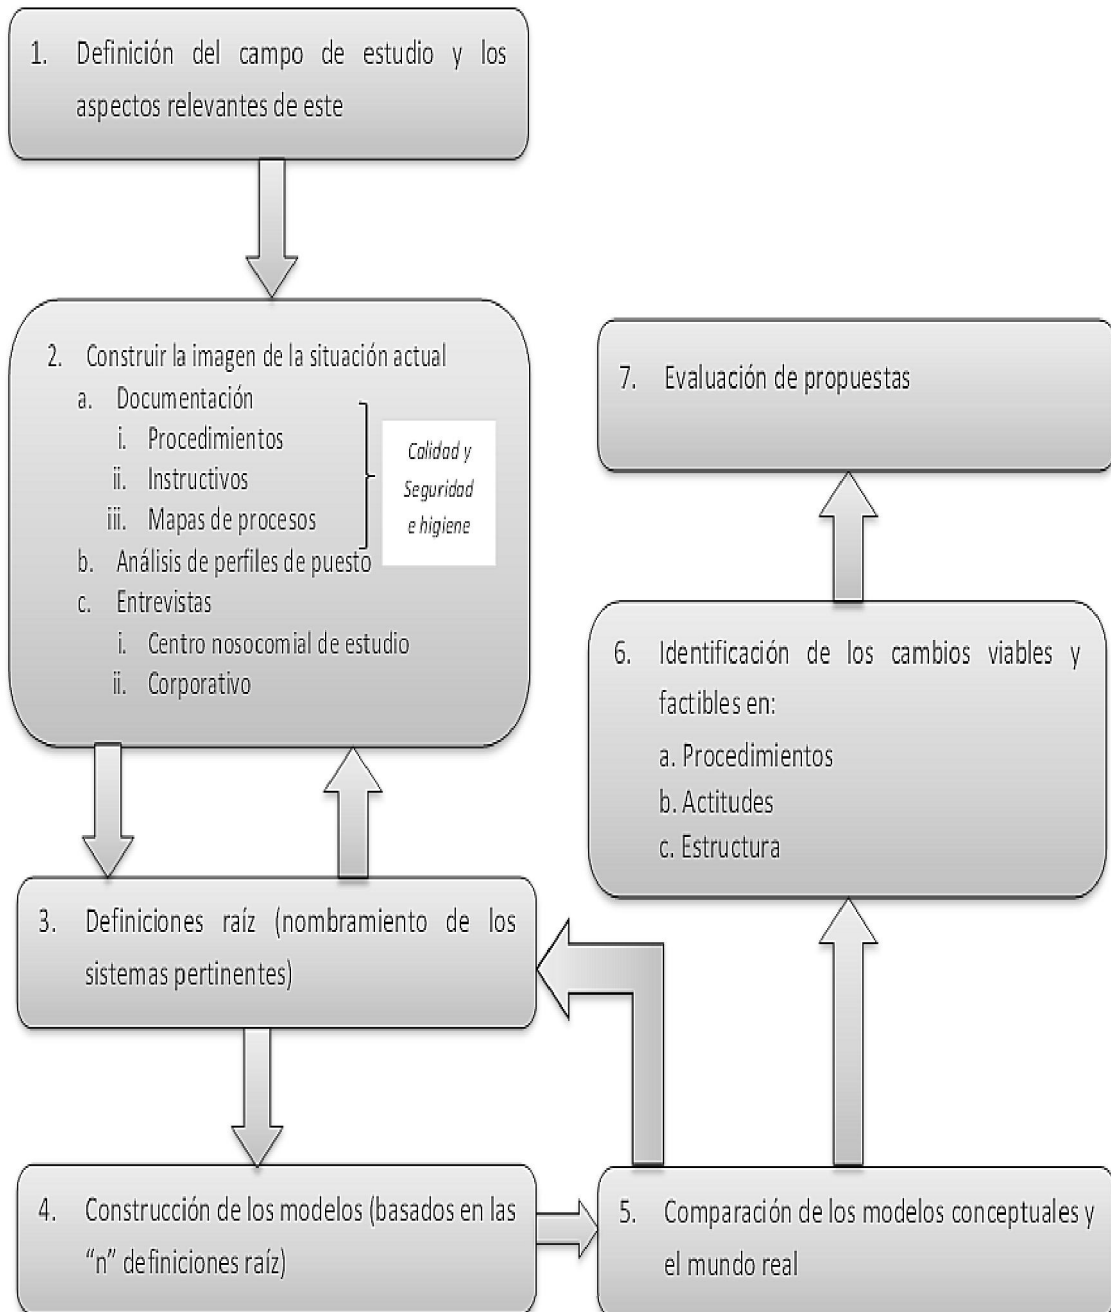 1. Definición del campo de estudio y los
aspectos relevantes de este
2. Construir la imagen de la situación actual
a. Documentación
i. Procedimientos
ii. Instructivos
iii. Mapas de procesos
Calidad y
Seguridad
e higiene
b. Análisis de perfiles de puesto
c. Entrevistas
i. Centro nosocomial de estudio
ii. Corporativo
3. Definiciones raíz (nombramiento de los
sistemas pertinentes)
4. Construcción de los modelos (basados en las
“n” definiciones raíz)
5. Comparación de los modelos conceptuales y
el mundo real
6. Identificación de los cambios viables y
factibles en:
a. Procedimientos
b. Actitudes
c. Estructura
7. Evaluación de propuestas